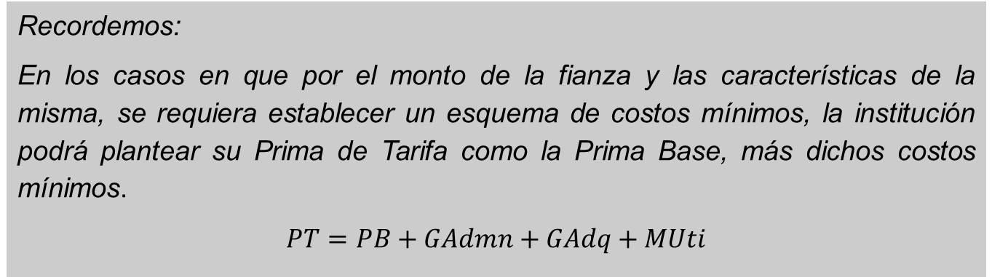 Recordemos:
En los casos en que por el monto de la fianza y las características de la
misma, se requiera establecer un esquema de costos mínimos, la institución
podrá plantear su Prima de Tarifa como la Prima Base, más dichos costos
mínimos.
PT = PB + GAdmn + GAdq + MUti